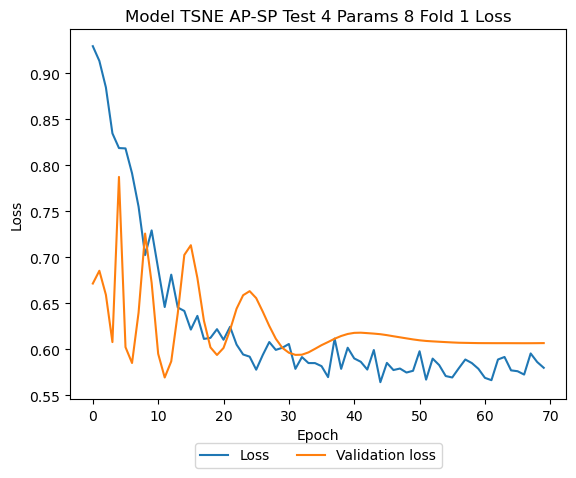 Model TSNE AP-SP Test 4 Params 8 Fold 1 Loss
Loss
0.90
0.85
0.80
0.75
0.70
0.65
0.60
0.55
0 10 20 30 40 50 60 70
Epoch
Loss Validation loss